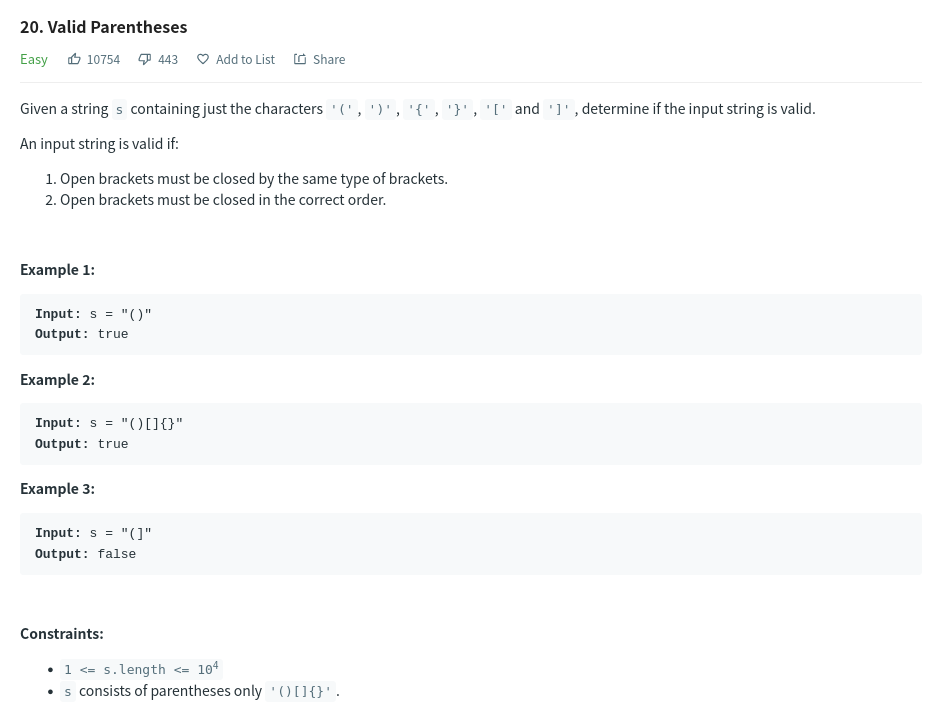 20. Valid Parentheses
Easy 10754 443 Add to List Share
Given a string s containing just the characters '(', ')', '{', '}', '[' and ']', determine if the input string is valid.
An input string is valid if:
1. Open brackets must be closed by the same type of brackets.
2. Open brackets must be closed in the correct order.
Example 1:
Input: s = "()"
Output: true
Example 2:
Input: s = "()[]{}"
Output: true
Example 3:
Input: s = "(]"
Output: false
Constraints:
• 1 <= s.length <= 10⁴
• s consists of parentheses only '()[]{}'.